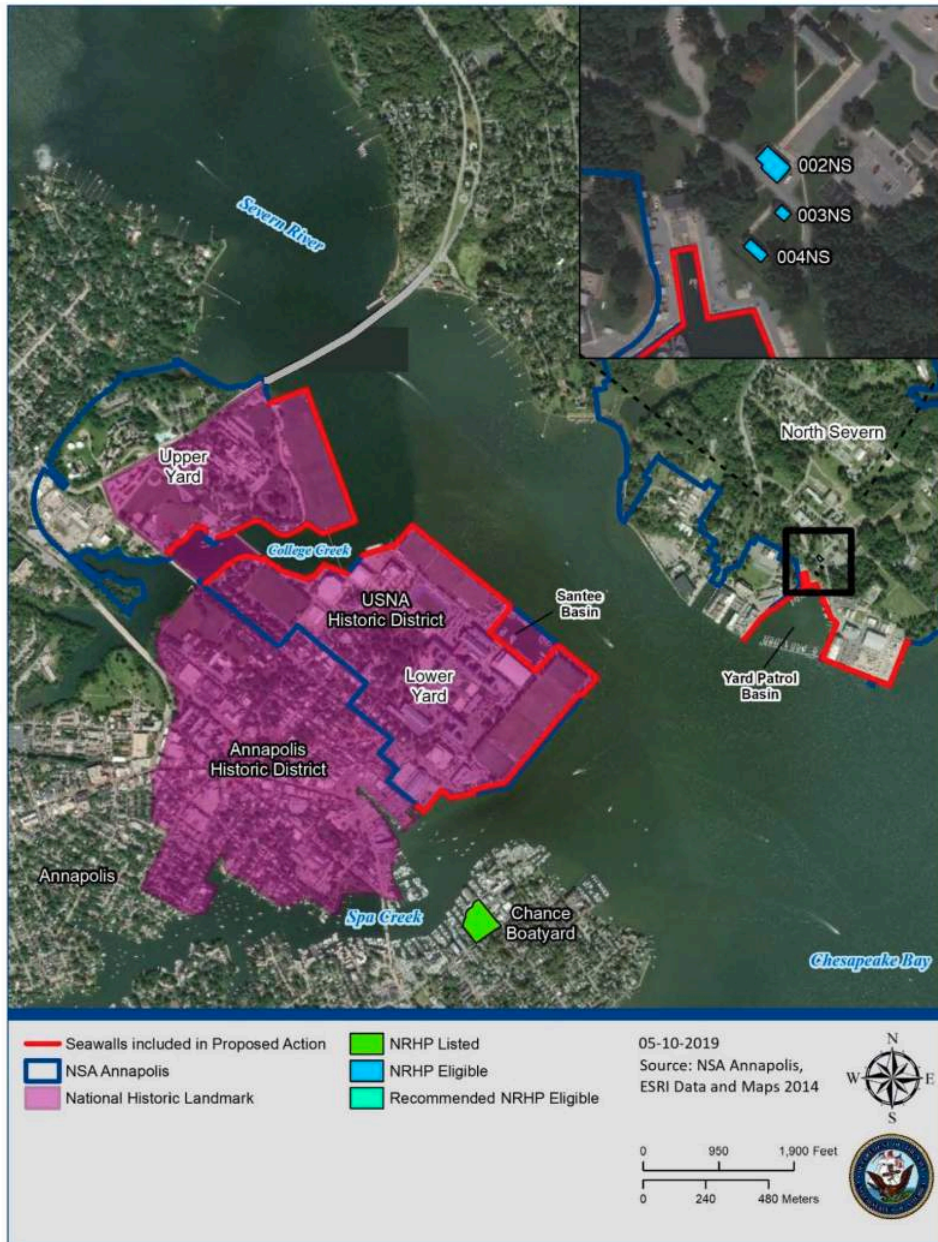 Severn River
002NS
003NS
004NS
North Severn
Upper
Yard
College Creek
USNA
Historic District
Santee
Basin
Lower
Yard
Yard Patrol
Basin
Annapolis
Historic District
Annapolis
Spa Creek
Chance
Boatyard
Chesapeake Bay
Seawalls included in Proposed Action
NSA Annapolis
National Historic Landmark
NRHP Listed
NRHP Eligible
Recommended NRHP Eligible
05-10-2019
Source: NSA Annapolis,
ESRI Data and Maps 2014
N
W E
S
0 950 1,900 Feet
0 240 480 Meters